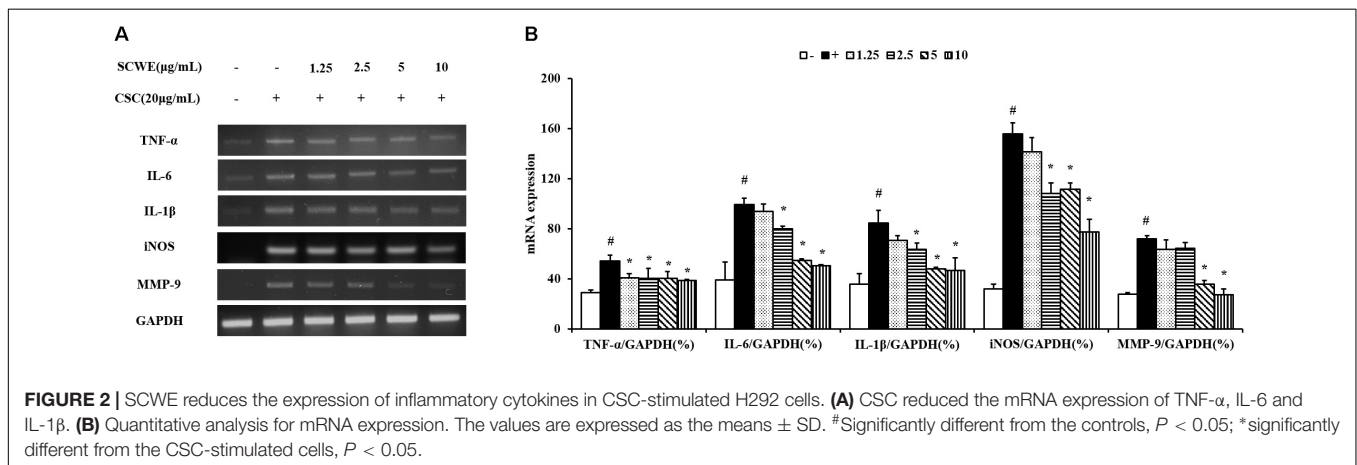 A
SCWE(μg/mL) - - 1.25 2.5 5 10
CSC(20μg/mL) - + + + + +
TNF-α
IL-6
IL-1β
iNOS
MMP-9
GAPDH
B
- + 1.25 2.5 5 10
mRNA expression
200
160
120
80
40
0
# * * * *
# * * *
# * * *
# * * *
# * *
TNF-α/GAPDH(%) IL-6/GAPDH(%) IL-1β/GAPDH(%) iNOS/GAPDH(%) MMP-9/GAPDH(%)
FIGURE 2 | SCWE reduces the expression of inflammatory cytokines in CSC-stimulated H292 cells. (A) CSC reduced the mRNA expression of TNF-α, IL-6 and
IL-1β. (B) Quantitative analysis for mRNA expression. The values are expressed as the means ± SD. #Significantly different from the controls, P < 0.05; *significantly
different from the CSC-stimulated cells, P < 0.05.